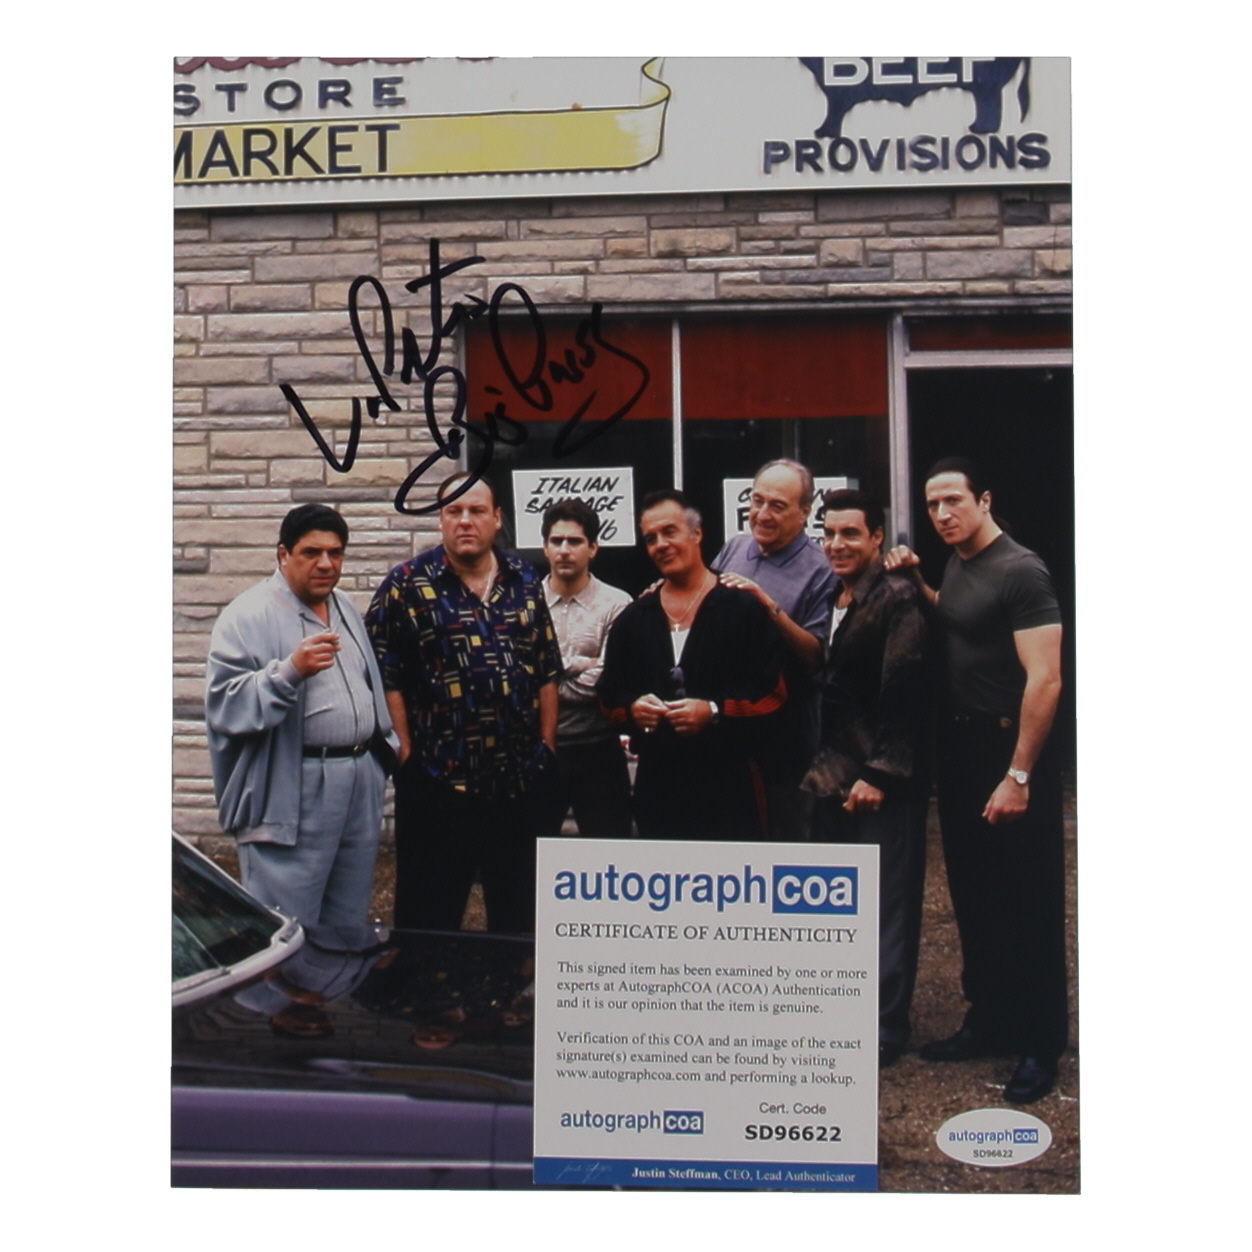 STORE
MARKET
BEEF
PROVISIONS
ITALIAN
SAUSAGE
autographcoa
CERTIFICATE OF AUTHENTICITY
This signed item has been examined by one or more
experts at AutographCOA (ACOA) Authentication
and it is our opinion that the item is genuine.
Verification of this COA and an image of the exact
signature(s) examined can be found by visiting
www.autographcoa.com and performing a lookup.
autographcoa
Cert. Code
SD96622
Justin Steffman, CEO, Lead Authenticator
autographcoa
SD96622